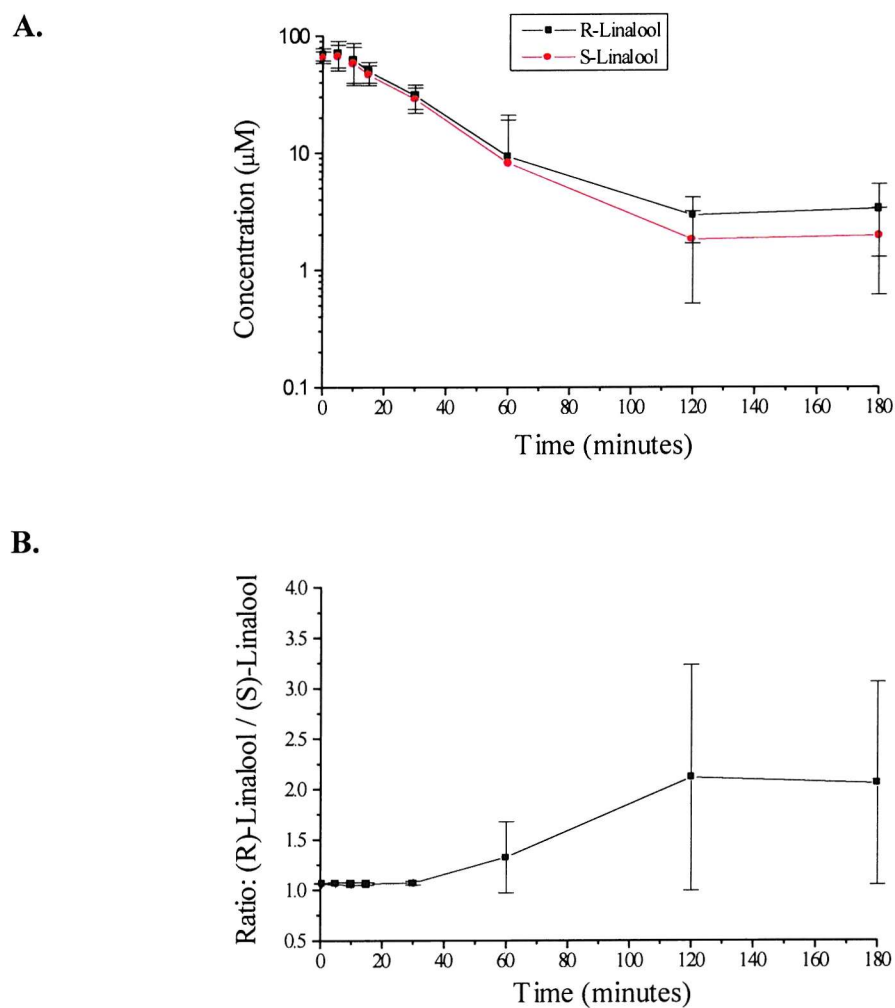 A.
R-Linalool
S-Linalool
100
10
1
0.1
Concentration (µM)
0 20 40 60 80 100 120 140 160 180
Time (minutes)
B.
4.0
3.5
3.0
2.5
2.0
1.5
1.0
0.5
Ratio: (R)-Linalool / (S)-Linalool
0 20 40 60 80 100 120 140 160 180
Time (minutes)